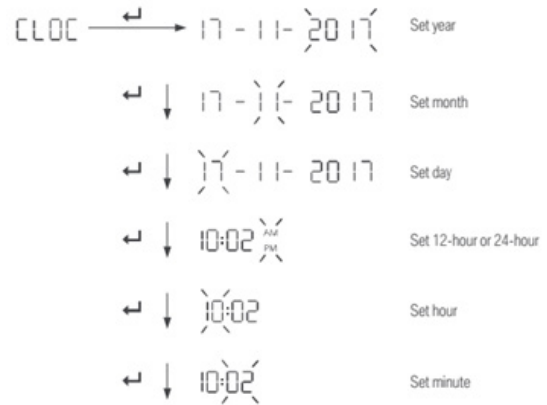 CLOC 17-11-2017 Set year
17-11-2017 Set month
17-11-2017 Set day
10:02 AM PM Set 12-hour or 24-hour
10:02 Set hour
10:02 Set minute